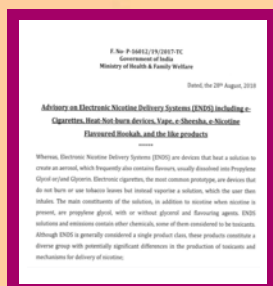 F.No P-16012/19/2017-TC
Government of India
Ministry of Health & Family Welfare
Dated, the 28th August, 2018
Advisory on Electronic Nicotine Delivery Systems (ENDS) including e-
Cigarettes, Heat-Not-burn devices, Vape, e-Sheesha, e-Nicotine
Flavoured Hookah, and the like products
*****
Whereas, Electronic Nicotine Delivery Systems (ENDS) are devices that heat a solution to
create an aerosol, which frequently also contains flavours, usually dissolved into Propylene
Glycol or/and Glycerin. Electronic cigarettes, the most common prototype, are devices that
do not burn or use tobacco leaves but instead vaporise a solution, which the user then
inhales. The main constituents of the solution, in addition to nicotine when nicotine is
present, are propylene glycol, with or without glycerol and flavouring agents. ENDS
solutions and emissions contain other chemicals, some of them considered to be toxicants.
Although ENDS is generally considered a single product class, these products constitute a
diverse group with potentially significant differences in the production of toxicants and
mechanisms for delivery of nicotine;